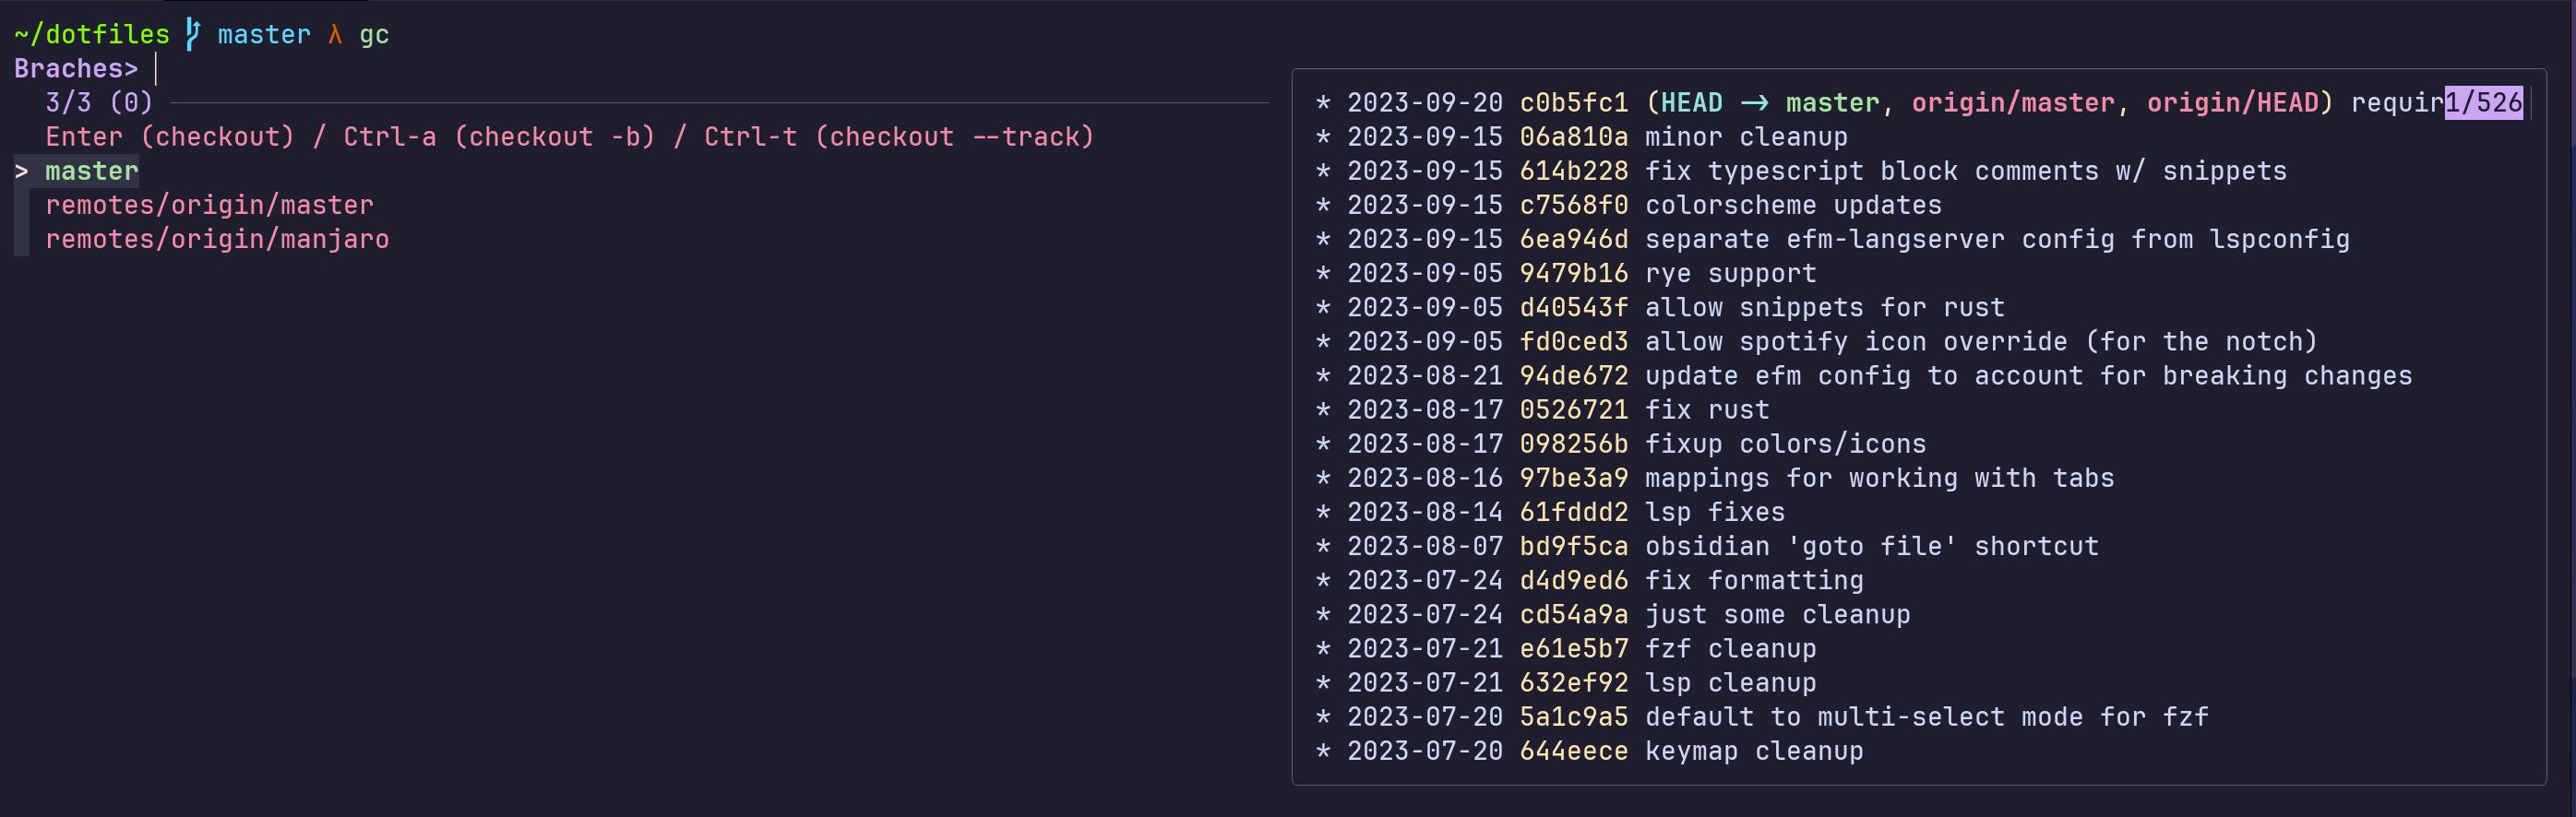 ~/dotfiles master λ gc
Braches>
3/3 (0)
Enter (checkout) / Ctrl-a (checkout -b) / Ctrl-t (checkout --track)
> master
remotes/origin/master
remotes/origin/manjaro
* 2023-09-20 c0b5fc1 (HEAD -> master, origin/master, origin/HEAD) requir 1/526
* 2023-09-15 06a810a minor cleanup
* 2023-09-15 614b228 fix typescript block comments w/ snippets
* 2023-09-15 c7568f0 colorscheme updates
* 2023-09-15 6ea946d separate efm-langserver config from lspconfig
* 2023-09-05 9479b16 rye support
* 2023-09-05 d40543f allow snippets for rust
* 2023-09-05 fd0ced3 allow spotify icon override (for the notch)
* 2023-08-21 94de672 update efm config to account for breaking changes
* 2023-08-17 0526721 fix rust
* 2023-08-17 098256b fixup colors/icons
* 2023-08-16 97be3a9 mappings for working with tabs
* 2023-08-14 61fddd2 lsp fixes
* 2023-08-07 bd9f5ca obsidian 'goto file' shortcut
* 2023-07-24 d4d9ed6 fix formatting
* 2023-07-24 cd54a9a just some cleanup
* 2023-07-21 e61e5b7 fzf cleanup
* 2023-07-21 632ef92 lsp cleanup
* 2023-07-20 5a1c9a5 default to multi-select mode for fzf
* 2023-07-20 644eece keymap cleanup